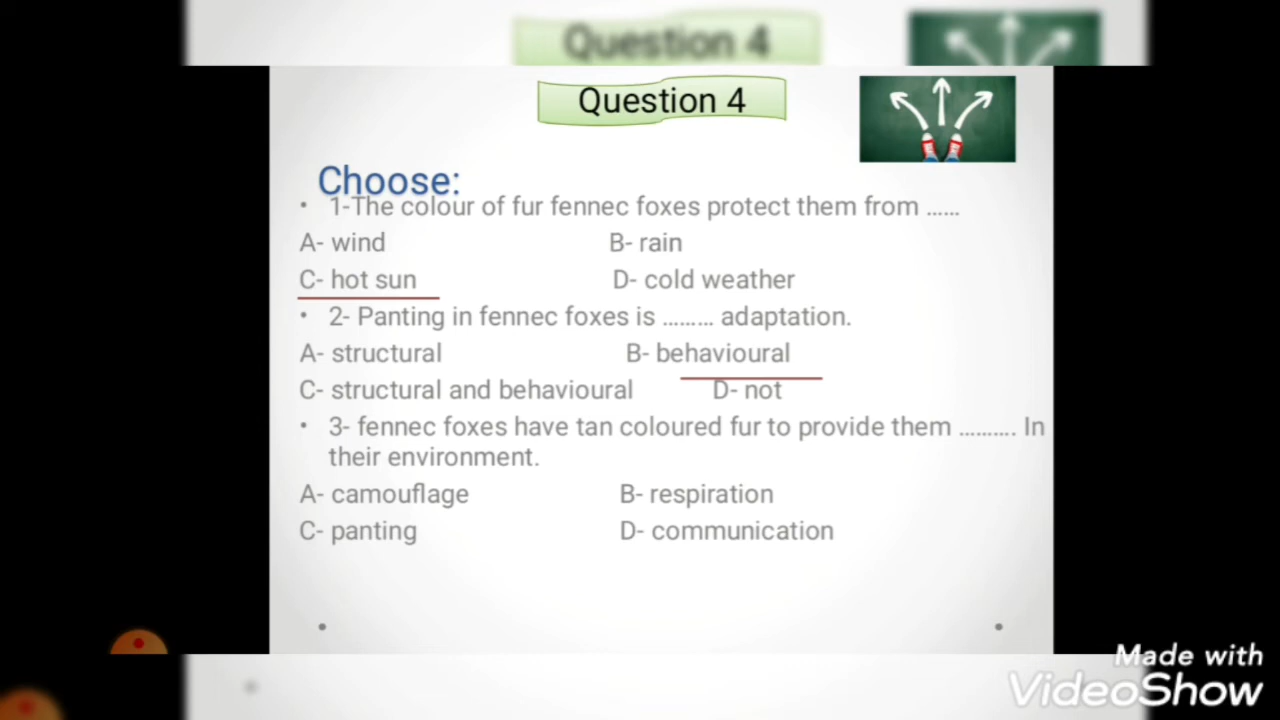 Question 4
Question 4
Choose:
• 1-The colour of fur fennec foxes protect them from ......
A- wind B- rain
C- hot sun D- cold weather
• 2- Panting in fennec foxes is ......... adaptation.
A- structural B- behavioural
C- structural and behavioural D- not
• 3- fennec foxes have tan coloured fur to provide them .......... In
their environment.
A- camouflage B- respiration
C- panting D- communication
Made with
VideoShow